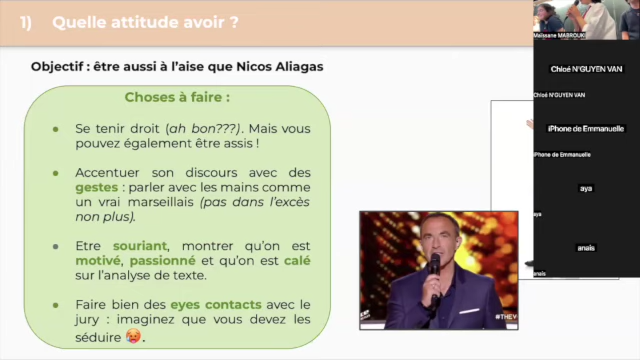 1) Quelle attitude avoir ?
Objectif : être aussi à l'aise que Nicos Aliagas
Choses à faire :
● Se tenir droit (ah bon???). Mais vous
pouvez également être assis !
● Accentuer son discours avec des
gestes : parler avec les mains comme
un vrai marseillais (pas dans l'excès
non plus).
● Etre souriant, montrer qu'on est
motivé, passionné et qu'on est calé
sur l'analyse de texte.
● Faire bien des eyes contacts avec le
jury : imaginez que vous devez les
séduire 🥵.
#THEV
Maïssane MABROUKI
Chloé N'GUYEN VAN
Chloé N'GUYEN VAN
iPhone de Emmanuelle
iPhone de Emmanuelle
aya
aya
anaïs
anaïs